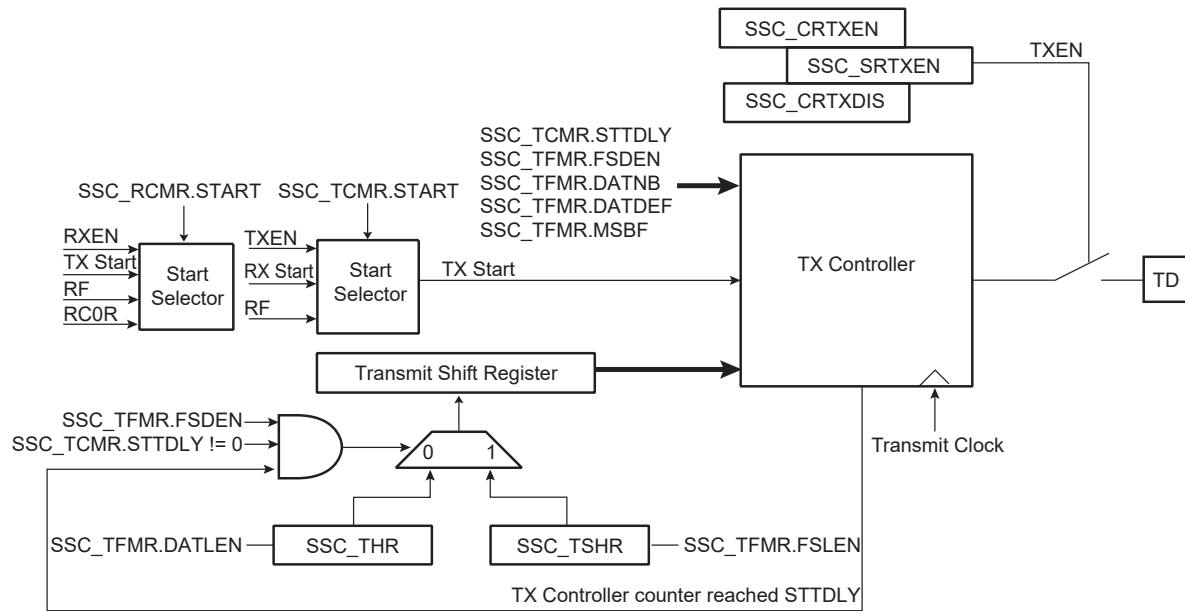 SSC_CRTXEN
SSC_SRTXEN
SSC_CRTXDIS
TXEN
SSC_TCMR.STTDLY
SSC_TFMR.FSDEN
SSC_TFMR.DATNB
SSC_TFMR.DATDEF
SSC_TFMR.MSBF
SSC_RCMR.START
SSC_TCMR.START
RXEN
TX Start
RF
RC0R
Start
Selector
TXEN
RX Start
RF
Start
Selector
TX Start
TX Controller
TD
Transmit Shift Register
Transmit Clock
SSC_TFMR.FSDEN
SSC_TCMR.STTDLY != 0
0
1
SSC_TFMR.DATLEN
SSC_THR
SSC_TSHR
SSC_TFMR.FSLEN
TX Controller counter reached STTDLY